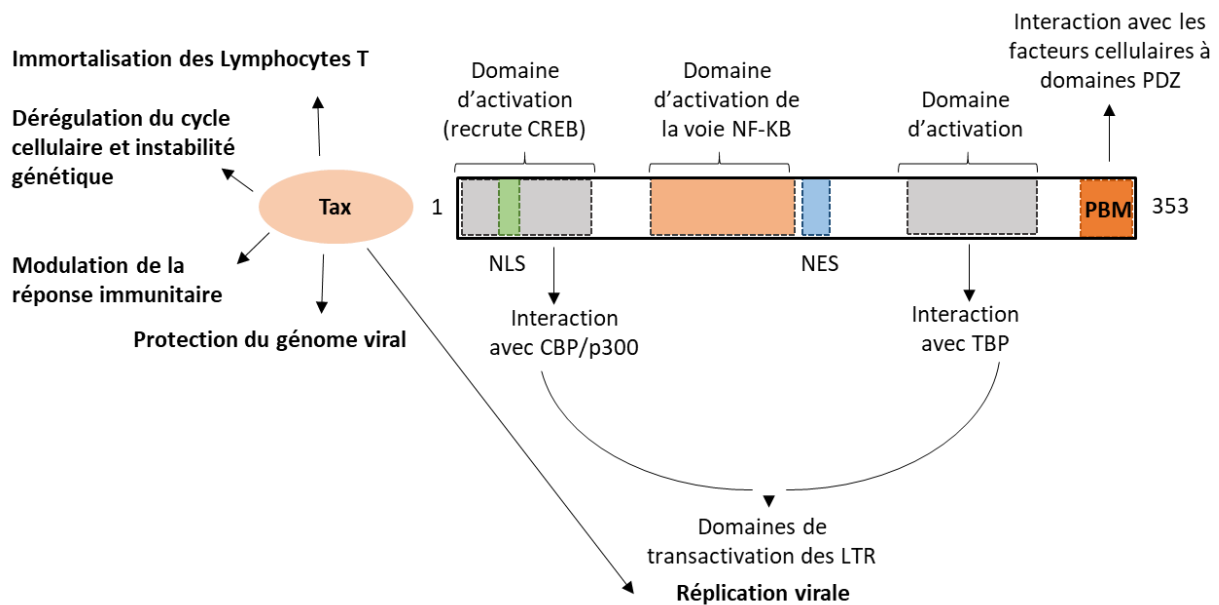 Immortalisation des Lymphocytes T
Dérégulation du cycle
cellulaire et instabilité
génétique
Tax
Modulation de la
réponse immunitaire
Protection du génome viral
Domaine
d’activation
(recrute CREB)
Domaine
d’activation de
la voie NF-KB
Domaine
d’activation
Interaction avec les
facteurs cellulaires à
domaines PDZ
1
PBM
353
NLS
NES
Interaction
avec CBP/p300
Interaction
avec TBP
Domaines de
transactivation des LTR
Réplication virale